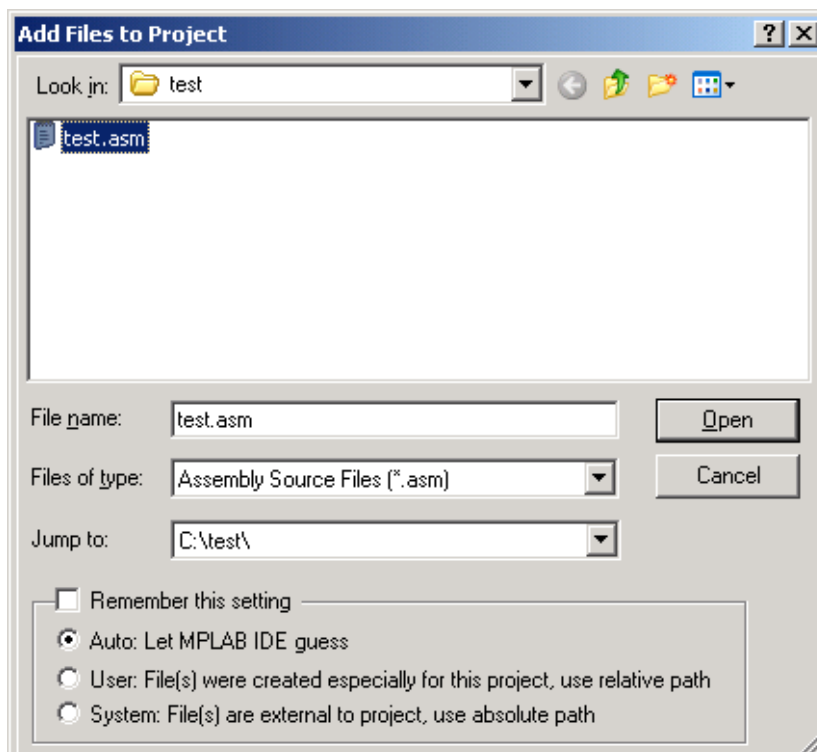 Add Files to Project
Look in: test
test.asm
File name: test.asm Open
Files of type: Assembly Source Files (*.asm) Cancel
Jump to: C:\test\
Remember this setting
Auto: Let MPLAB IDE guess
User: File(s) were created especially for this project, use relative path
System: File(s) are external to project, use absolute path